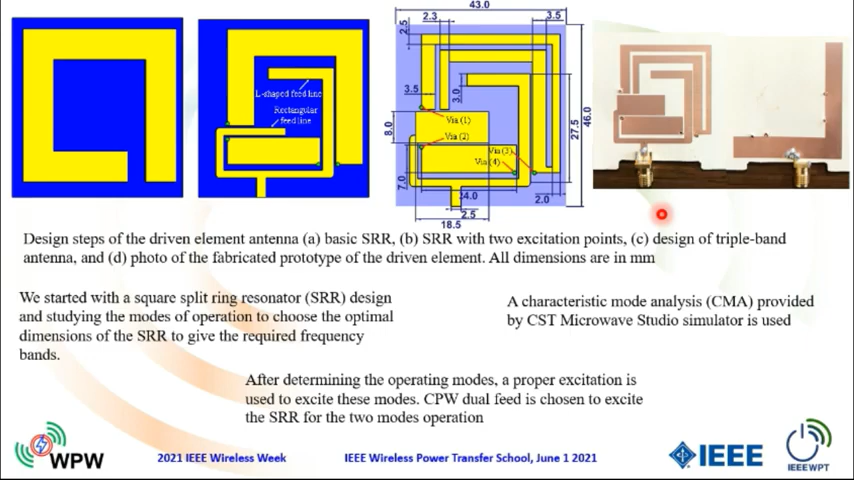 43.0
2.3
3.5
2.5
L-shaped feed line
Rectangular
feed line
3.5
3.0
Via (1)
8.0
Via (2)
Via (3)
Via (4)
27.5
46.0
7.0
14.0
2.0
2.5
18.5
Design steps of the driven element antenna (a) basic SRR, (b) SRR with two excitation points, (c) design of triple-band
antenna, and (d) photo of the fabricated prototype of the driven element. All dimensions are in mm
We started with a square split ring resonator (SRR) design
and studying the modes of operation to choose the optimal
dimensions of the SRR to give the required frequency
bands.
A characteristic mode analysis (CMA) provided
by CST Microwave Studio simulator is used
After determining the operating modes, a proper excitation is
used to excite these modes. CPW dual feed is chosen to excite
the SRR for the two modes operation
WPW
2021 IEEE Wireless Week
IEEE Wireless Power Transfer School, June 1 2021
IEEE
IEEE WPT